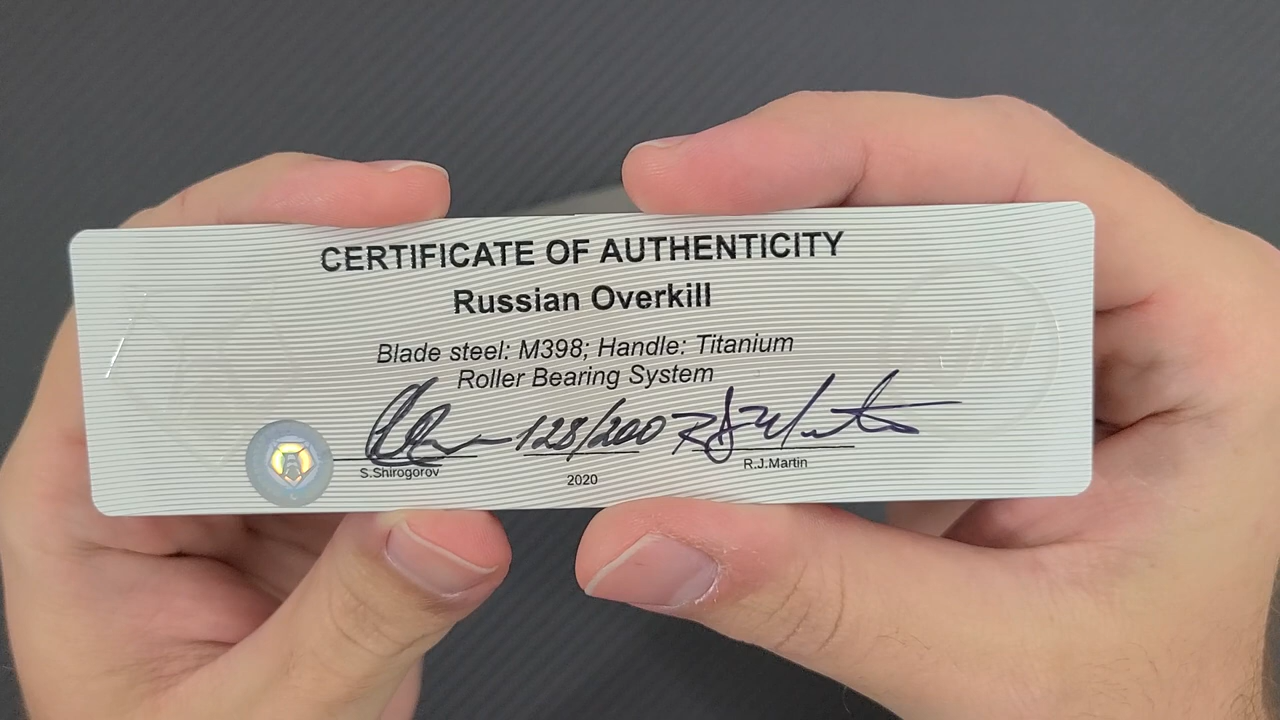 CERTIFICATE OF AUTHENTICITY
Russian Overkill
Blade steel: M398; Handle: Titanium
Roller Bearing System
128/200
S.Shirogorov
2020
R.J.Martin